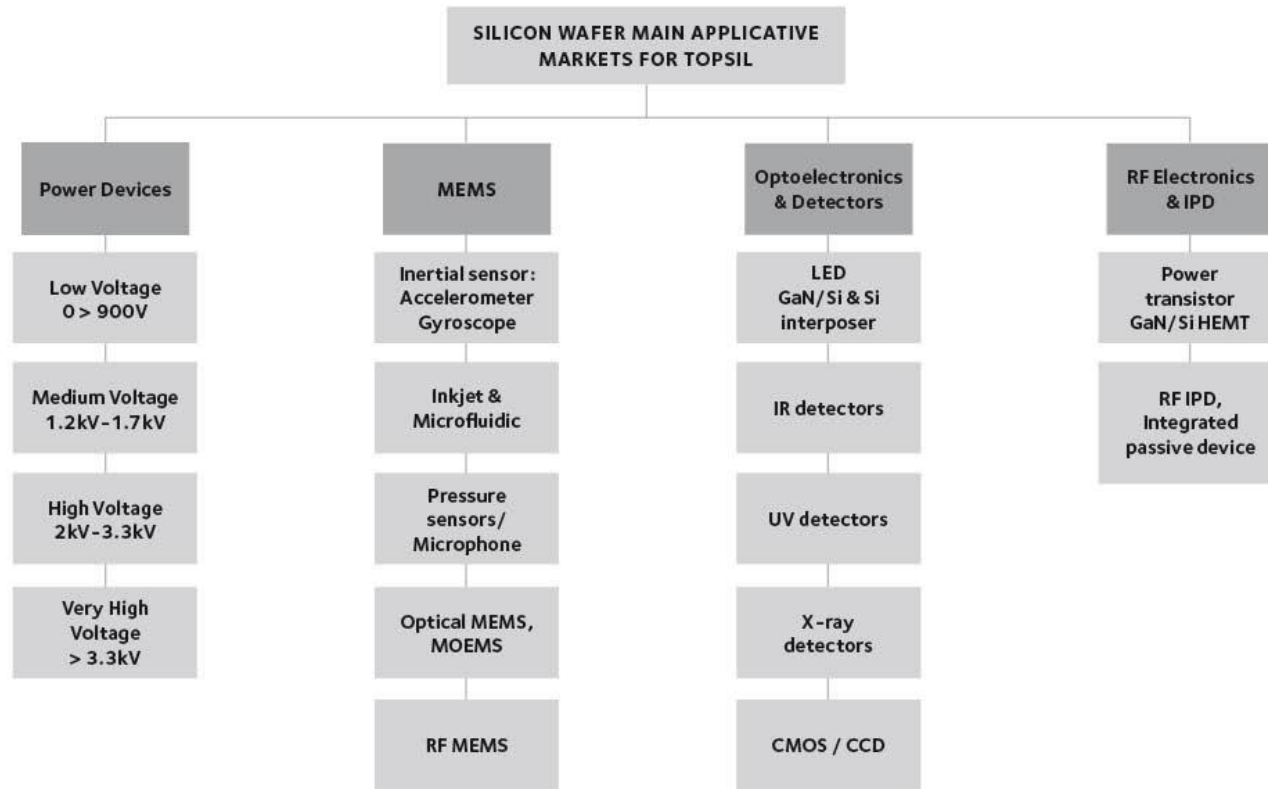 SILICON WAFER MAIN APPLICATIVE
MARKETS FOR TOPSIL
Power Devices
Low Voltage
0 > 900V
Medium Voltage
1.2kV-1.7kV
High Voltage
2kV-3.3kV
Very High
Voltage
> 3.3kV
MEMS
Inertial sensor:
Accelerometer
Gyroscope
Inkjet &
Microfluidic
Pressure
sensors/
Microphone
Optical MEMS,
MOEMS
RF MEMS
Optoelectronics
& Detectors
LED
GaN/Si & Si
interposer
IR detectors
UV detectors
X-ray
detectors
CMOS / CCD
RF Electronics
& IPD
Power
transistor
GaN/Si HEMT
RF IPD,
Integrated
passive device